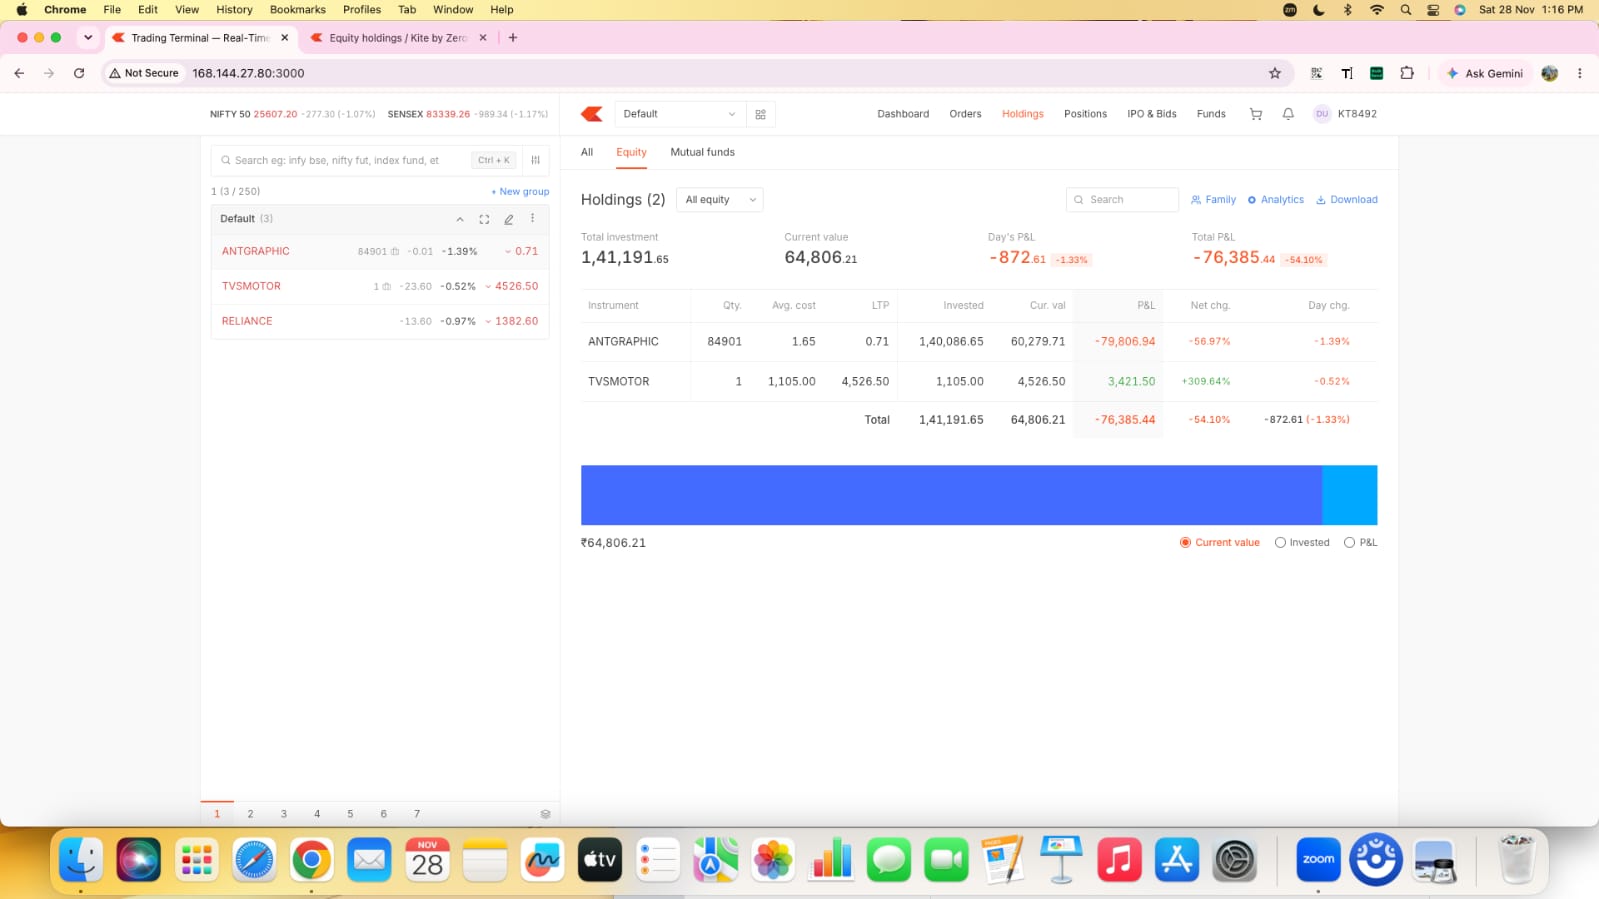 Chrome File Edit View History Bookmarks Profiles Tab Window Help
zm Sat 28 Nov 1:16 PM
Trading Terminal — Real-Time
Equity holdings / Kite by Zero
Not Secure 168.144.27.80:3000
Ask Gemini
NIFTY 50 25607.20 -277.30 (-1.07%) SENSEX 83339.26 -989.34 (-1.17%)
Default
Dashboard Orders Holdings Positions IPO & Bids Funds DU KT8492
Search eg: infy bse, nifty fut, index fund, et Ctrl + K
1 (3 / 250) + New group
Default (3)
ANTGRAPHIC 84901 -0.01 -1.39% 0.71
TVSMOTOR 1 -23.60 -0.52% 4526.50
RELIANCE -13.60 -0.97% 1382.60
1 2 3 4 5 6 7
All Equity Mutual funds
Holdings (2) All equity Search Family Analytics Download
Total investment Current value Day's P&L Total P&L
1,41,191.65 64,806.21 -872.61 -1.33% -76,385.44 -54.10%
Instrument Qty. Avg. cost LTP Invested Cur. val P&L Net chg. Day chg.
ANTGRAPHIC 84901 1.65 0.71 1,40,086.65 60,279.71 -79,806.94 -56.97% -1.39%
TVSMOTOR 1 1,105.00 4,526.50 1,105.00 4,526.50 3,421.50 +309.64% -0.52%
Total 1,41,191.65 64,806.21 -76,385.44 -54.10% -872.61 (-1.33%)
₹64,806.21 Current value Invested P&L
NOV
28
tv
zoom